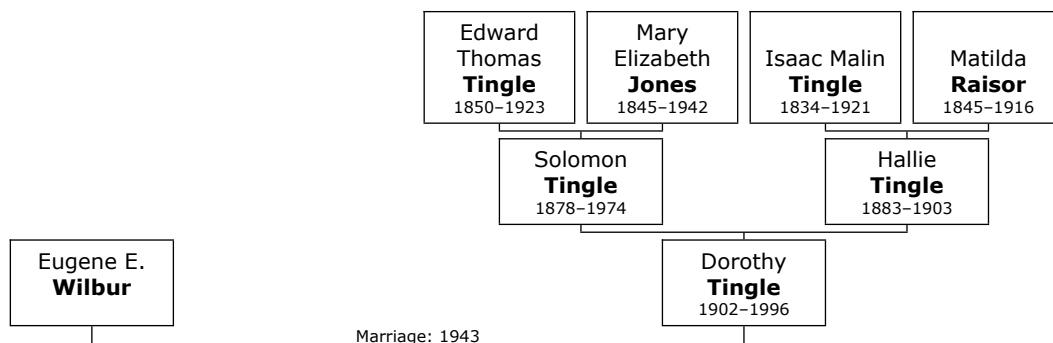 Edward
Thomas
Tingle
1850–1923
Mary
Elizabeth
Jones
1845–1942
Isaac Malin
Tingle
1834–1921
Matilda
Raisor
1845–1916
Solomon
Tingle
1878–1974
Hallie
Tingle
1883–1903
Eugene E.
Wilbur
Dorothy
Tingle
1902–1996
Marriage: 1943